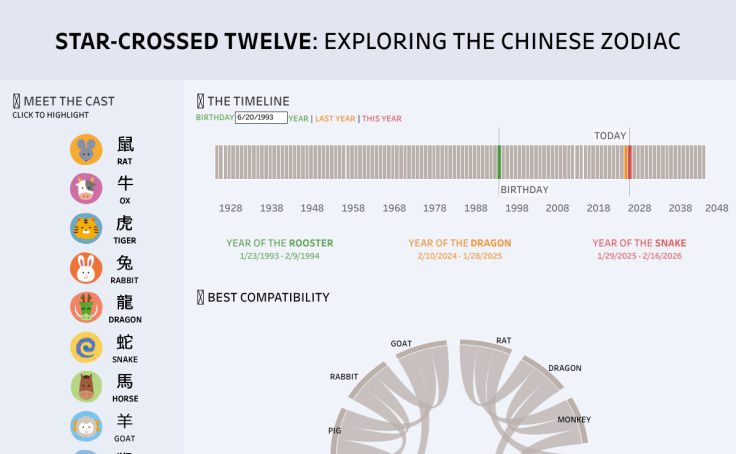 STAR-CROSSED TWELVE: EXPLORING THE CHINESE ZODIAC
MEET THE CAST
CLICK TO HIGHLIGHT
鼠
RAT
牛
OX
虎
TIGER
兔
RABBIT
龍
DRAGON
蛇
SNAKE
馬
HORSE
羊
GOAT
THE TIMELINE
BIRTHDAY 6/20/1993 YEAR | LAST YEAR | THIS YEAR
TODAY
BIRTHDAY
1928 1938 1948 1958 1968 1978 1988 1998 2008 2018 2028 2038 2048
YEAR OF THE ROOSTER
1/23/1993 - 2/9/1994
YEAR OF THE DRAGON
2/10/2024 - 1/28/2025
YEAR OF THE SNAKE
1/29/2025 - 2/16/2026
BEST COMPATIBILITY
GOAT
RAT
RABBIT
DRAGON
PIG
MONKEY